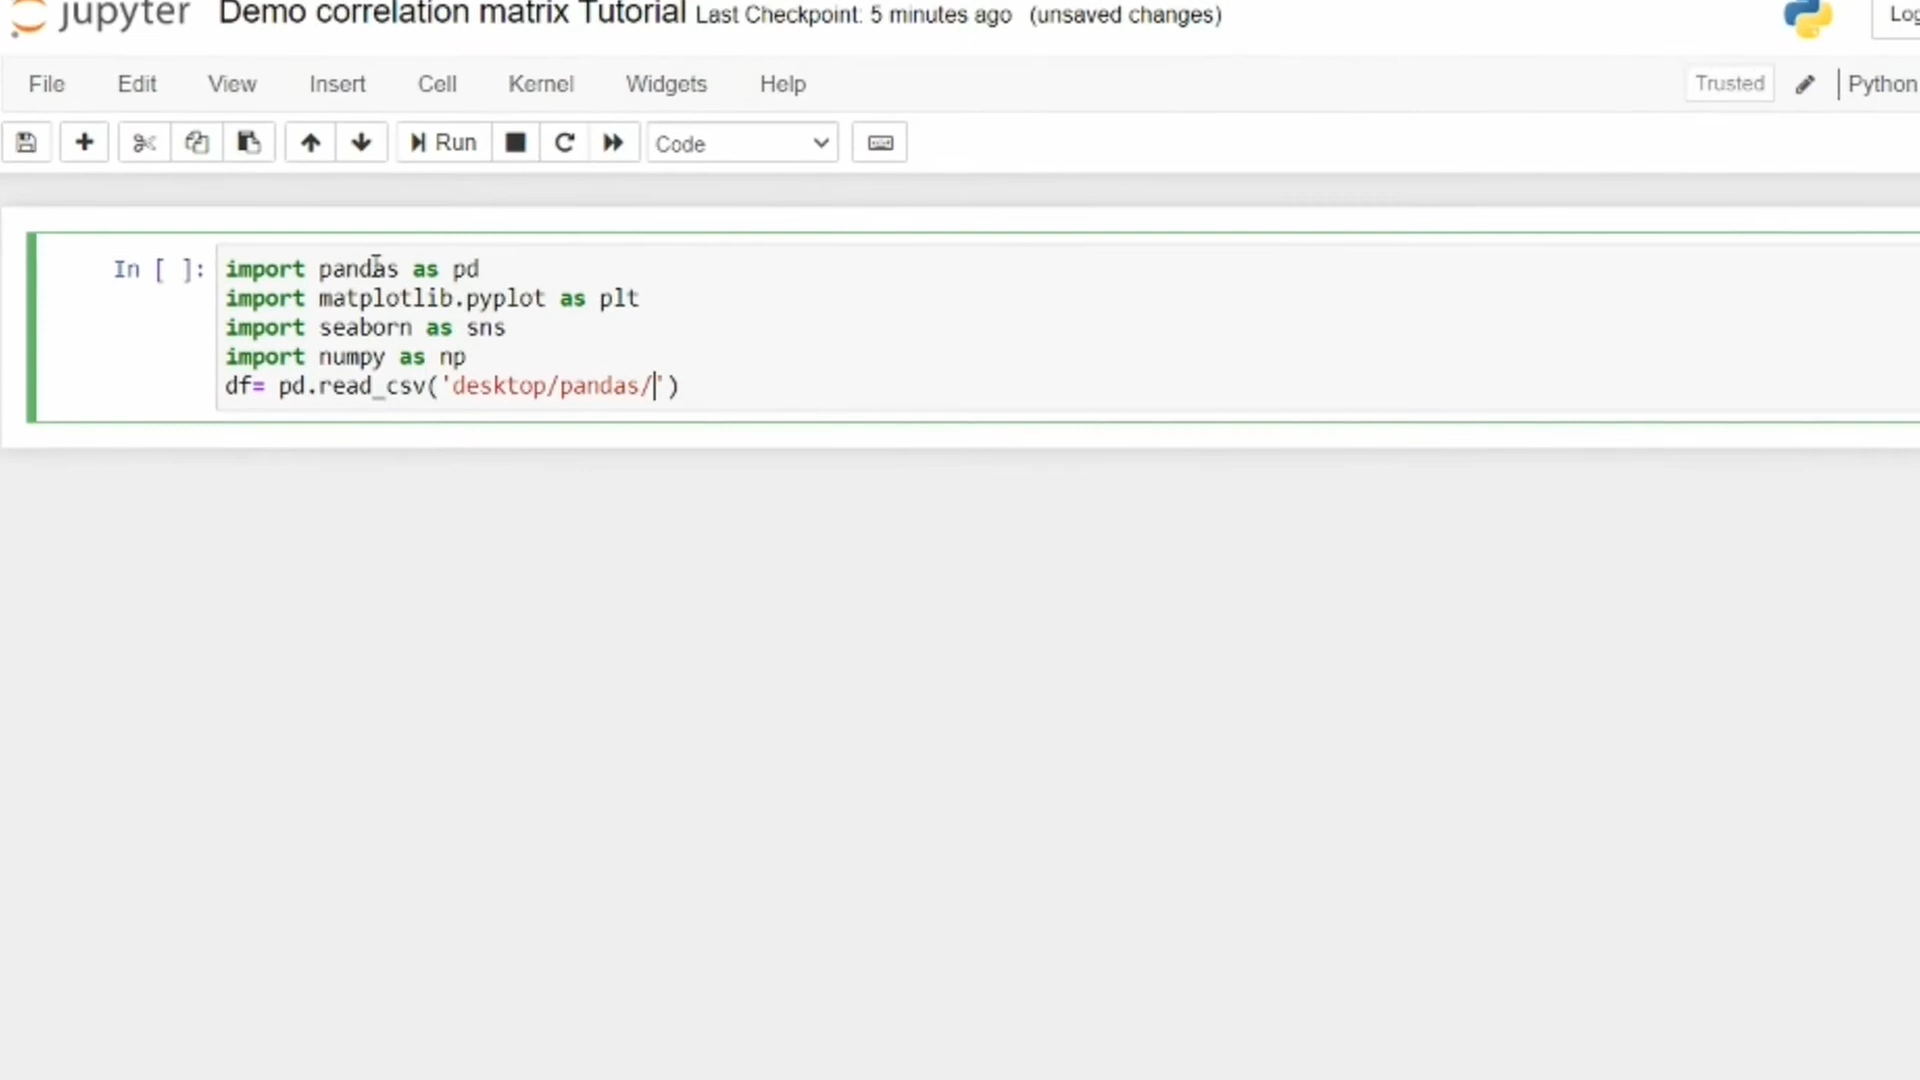 jupyter Demo correlation matrix Tutorial Last Checkpoint: 5 minutes ago (unsaved changes)
File Edit View Insert Cell Kernel Widgets Help Trusted Python
Run Code
In [ ]: import pandas as pd
import matplotlib.pyplot as plt
import seaborn as sns
import numpy as np
df= pd.read_csv('desktop/pandas/')